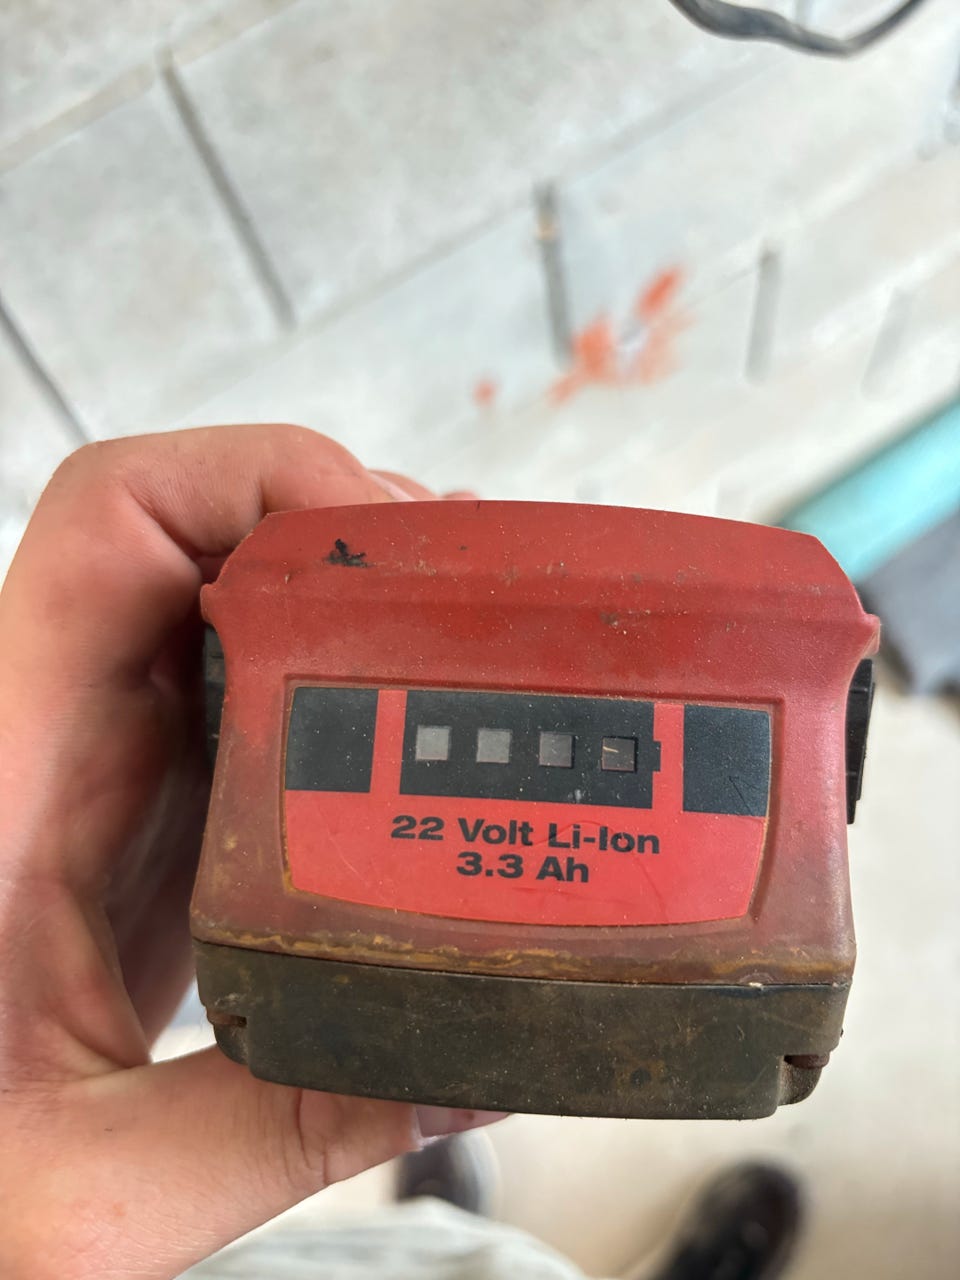 22 Volt Li-Ion
3.3 Ah